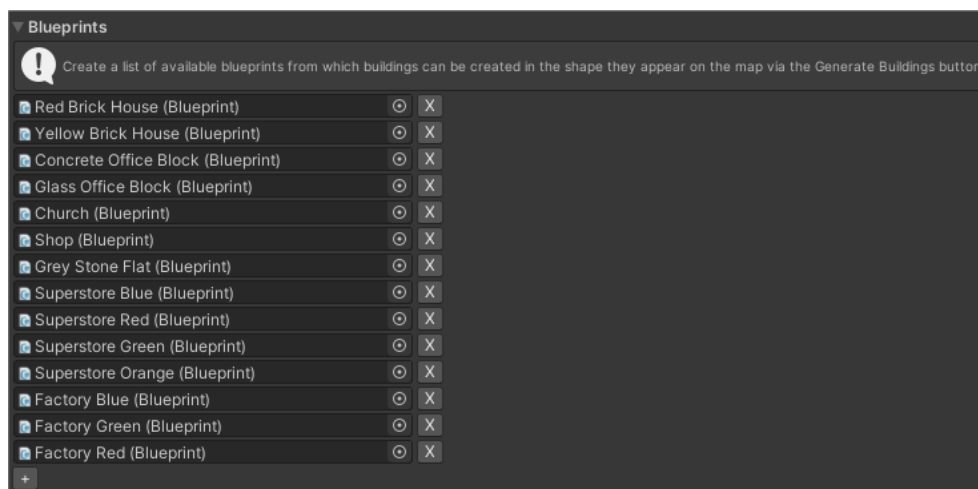 Blueprints
Create a list of available blueprints from which buildings can be created in the shape they appear on the map via the Generate Buildings button
Red Brick House (Blueprint) X
Yellow Brick House (Blueprint) X
Concrete Office Block (Blueprint) X
Glass Office Block (Blueprint) X
Church (Blueprint) X
Shop (Blueprint) X
Grey Stone Flat (Blueprint) X
Superstore Blue (Blueprint) X
Superstore Red (Blueprint) X
Superstore Green (Blueprint) X
Superstore Orange (Blueprint) X
Factory Blue (Blueprint) X
Factory Green (Blueprint) X
Factory Red (Blueprint) X
+